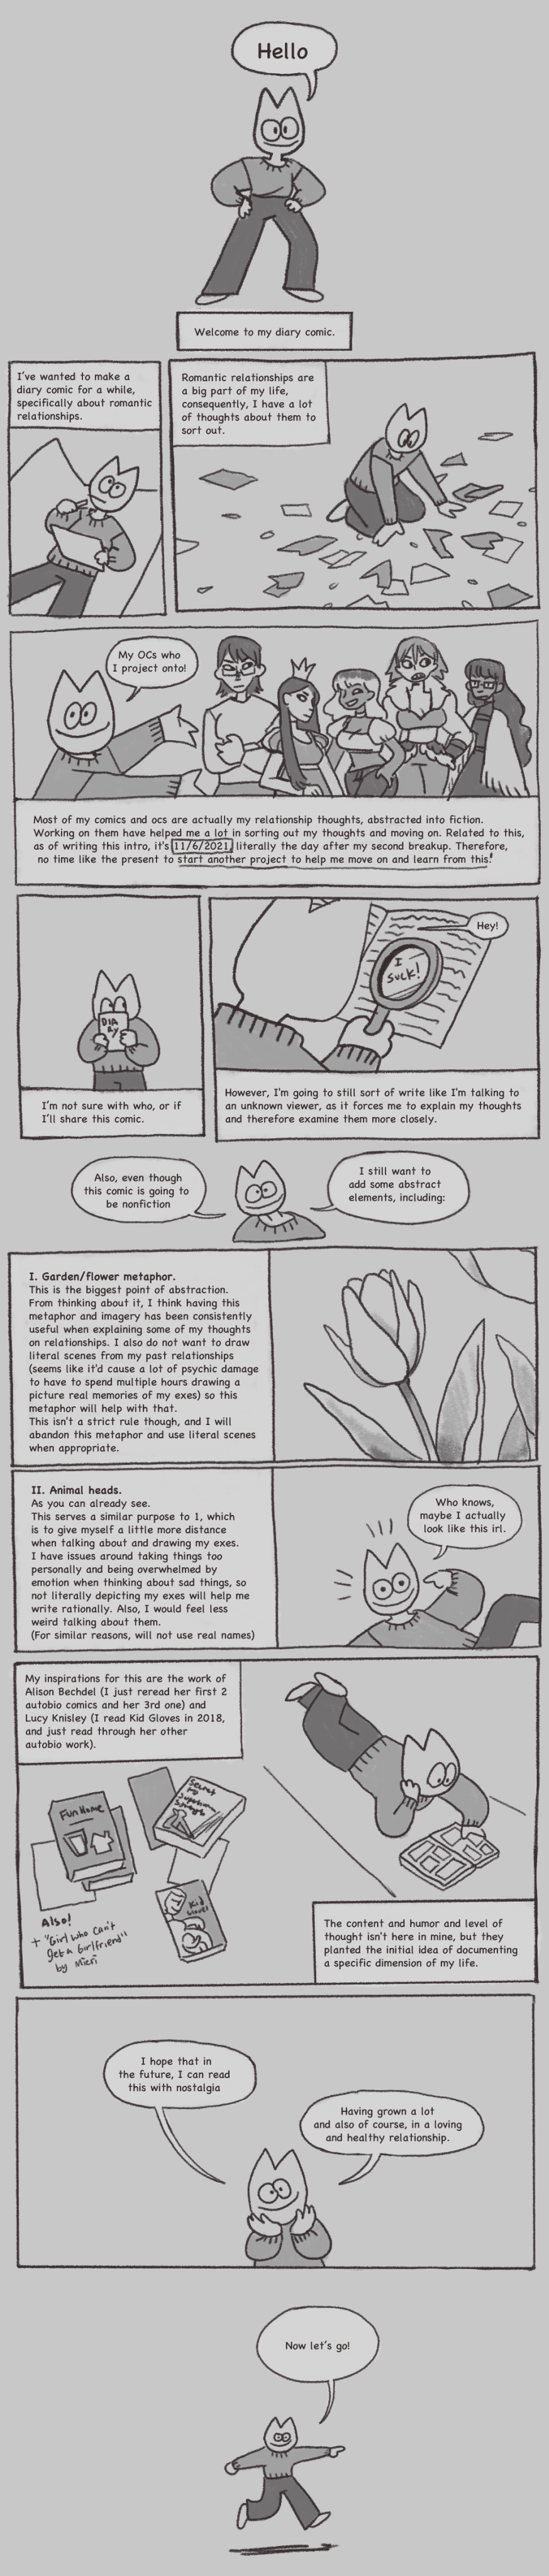 Hello
Welcome to my diary comic.
I've wanted to make a
diary comic for a while,
specifically about romantic
relationships.
Romantic relationships are
a big part of my life,
consequently, I have a lot
of thoughts about them to
sort out.
My OCs who
I project onto!
Most of my comics and ocs are actually my relationship thoughts, abstracted into fiction.
Working on them have helped me a lot in sorting out my thoughts and moving on. Related to this,
as of writing this intro, it's 11/6/2021, literally the day after my second breakup. Therefore,
no time like the present to start another project to help me move on and learn from this!
DIA
RY
I'm not sure with who, or if
I'll share this comic.
Hey!
I
suck!
However, I'm going to still sort of write like I'm talking to
an unknown viewer, as it forces me to explain my thoughts
and therefore examine them more closely.
Also, even though
this comic is going to
be nonfiction
I still want to
add some abstract
elements, including:
I. Garden/flower metaphor.
This is the biggest point of abstraction.
From thinking about it, I think having this
metaphor and imagery has been consistently
useful when explaining some of my thoughts
on relationships. I also do not want to draw
literal scenes from my past relationships
(seems like it'd cause a lot of psychic damage
to have to spend multiple hours drawing a
picture real memories of my exes) so this
metaphor will help with that.
This isn't a strict rule though, and I will
abandon this metaphor and use literal scenes
when appropriate.
II. Animal heads.
As you can already see.
This serves a similar purpose to 1, which
is to give myself a little more distance
when talking about and drawing my exes.
I have issues around taking things too
personally and being overwhelmed by
emotion when thinking about sad things, so
not literally depicting my exes will help me
write rationally. Also, I would feel less
weird talking about them.
(For similar reasons, will not use real names)
Who knows,
maybe I actually
look like this irl.
My inspirations for this are the work of
Alison Bechdel (I just reread her first 2
autobio comics and her 3rd one) and
Lucy Knisley (I read Kid Gloves in 2018,
and just read through her other
autobio work).
Fun Home
Secret
to
Superhuman
Strength
Kid
Gloves
Also!
+ "Girl who Can't
get a Girlfriend"
by Mieri
The content and humor and level of
thought isn't here in mine, but they
planted the initial idea of documenting
a specific dimension of my life.
I hope that in
the future, I can read
this with nostalgia
Having grown a lot
and also of course, in a loving
and healthy relationship.
Now let's go!